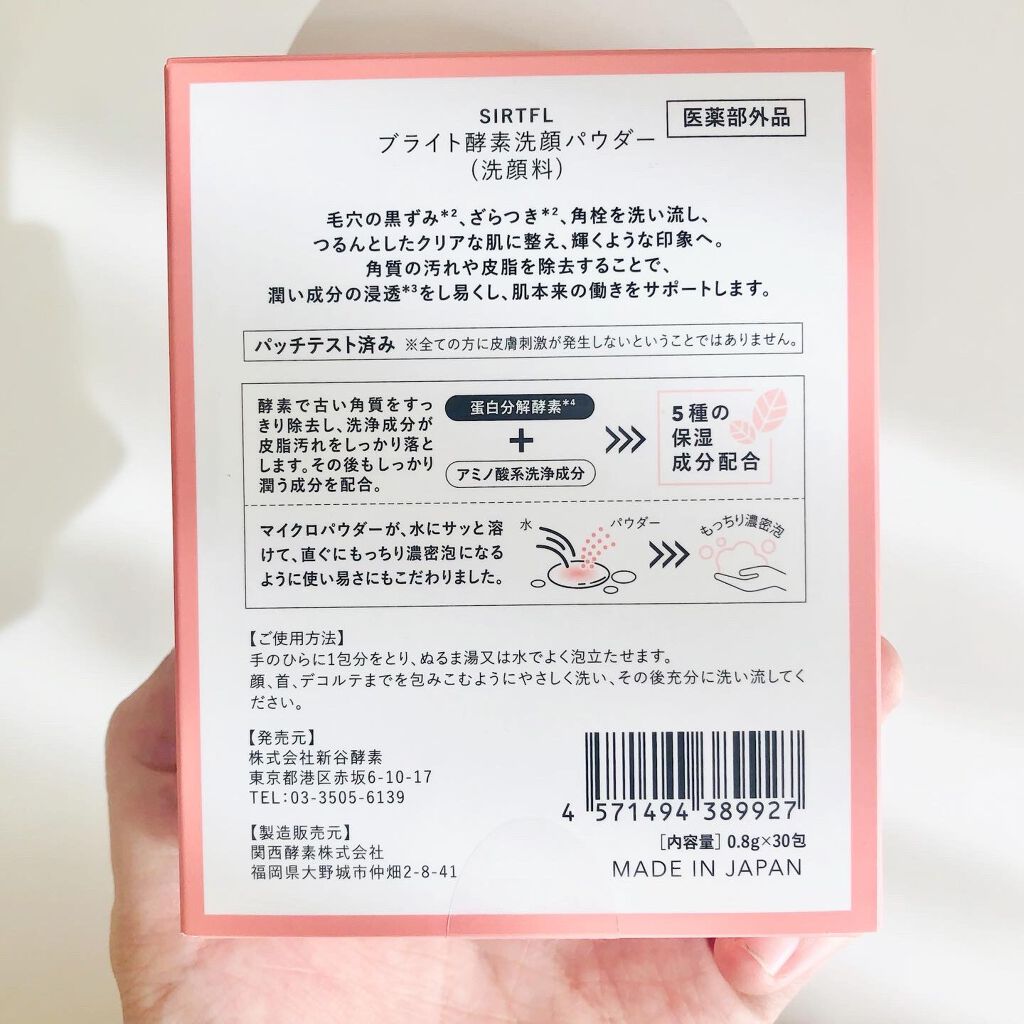 SIRTFL
医薬部外品
ブライト酵素洗顔パウダー
(洗顔料)
毛穴の黒ずみ*2、ざらつき*2、角栓を洗い流し、
つるんとしたクリアな肌に整え、輝くような印象へ。
角質の汚れや皮脂を除去することで、
潤い成分の浸透*3をし易くし、肌本来の働きをサポートします。
パッチテスト済み ※全ての方に皮膚刺激が発生しないということではありません。
酵素で古い角質をすっ
きり除去し、洗浄成分が
皮脂汚れをしっかり落と
します。その後もしっかり
潤う成分を配合。
蛋白分解酵素*4
+
アミノ酸系洗浄成分
5種の
保湿
成分配合
マイクロパウダーが、水にサッと溶
けて、直ぐにもっちり濃密泡になる
ように使い易さにもこだわりました。
水
パウダー
もっちり濃密泡
【ご使用方法】
手のひらに1包分をとり、ぬるま湯又は水でよく泡立たせます。
顔、首、デコルテまでを包みこむようにやさしく洗い、その後充分に洗い流してく
ださい。
【発売元】
株式会社新谷酵素
東京都港区赤坂6-10-17
TEL:03-3505-6139
【製造販売元】
関西酵素株式会社
福岡県大野城市仲畑2-8-41
4 571494 389927
[内容量] 0.8g×30包
MADE IN JAPAN